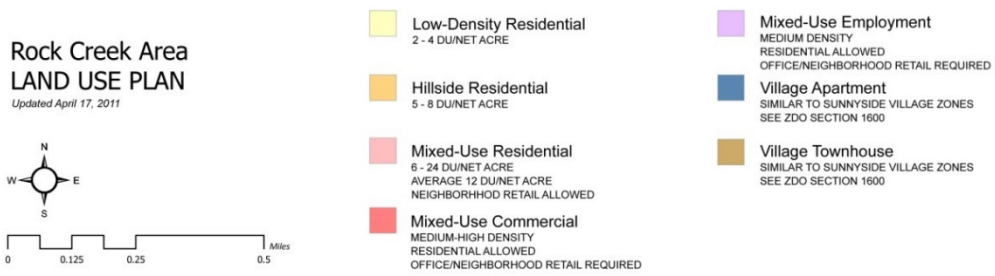 Rock Creek Area
LAND USE PLAN
Updated April 17, 2011
N
W E
S
0 0.125 0.25 0.5 Miles
Low-Density Residential
2 - 4 DU/NET ACRE
Hillside Residential
5 - 8 DU/NET ACRE
Mixed-Use Residential
6 - 24 DU/NET ACRE
AVERAGE 12 DU/NET ACRE
NEIGHBORHHOD RETAIL ALLOWED
Mixed-Use Commercial
MEDIUM-HIGH DENSITY
RESIDENTIAL ALLOWED
OFFICE/NEIGHBORHOOD RETAIL REQUIRED
Mixed-Use Employment
MEDIUM DENSITY
RESIDENTIAL ALLOWED
OFFICE/NEIGHBORHOOD RETAIL REQUIRED
Village Apartment
SIMILAR TO SUNNYSIDE VILLAGE ZONES
SEE ZDO SECTION 1600
Village Townhouse
SIMILAR TO SUNNYSIDE VILLAGE ZONES
SEE ZDO SECTION 1600